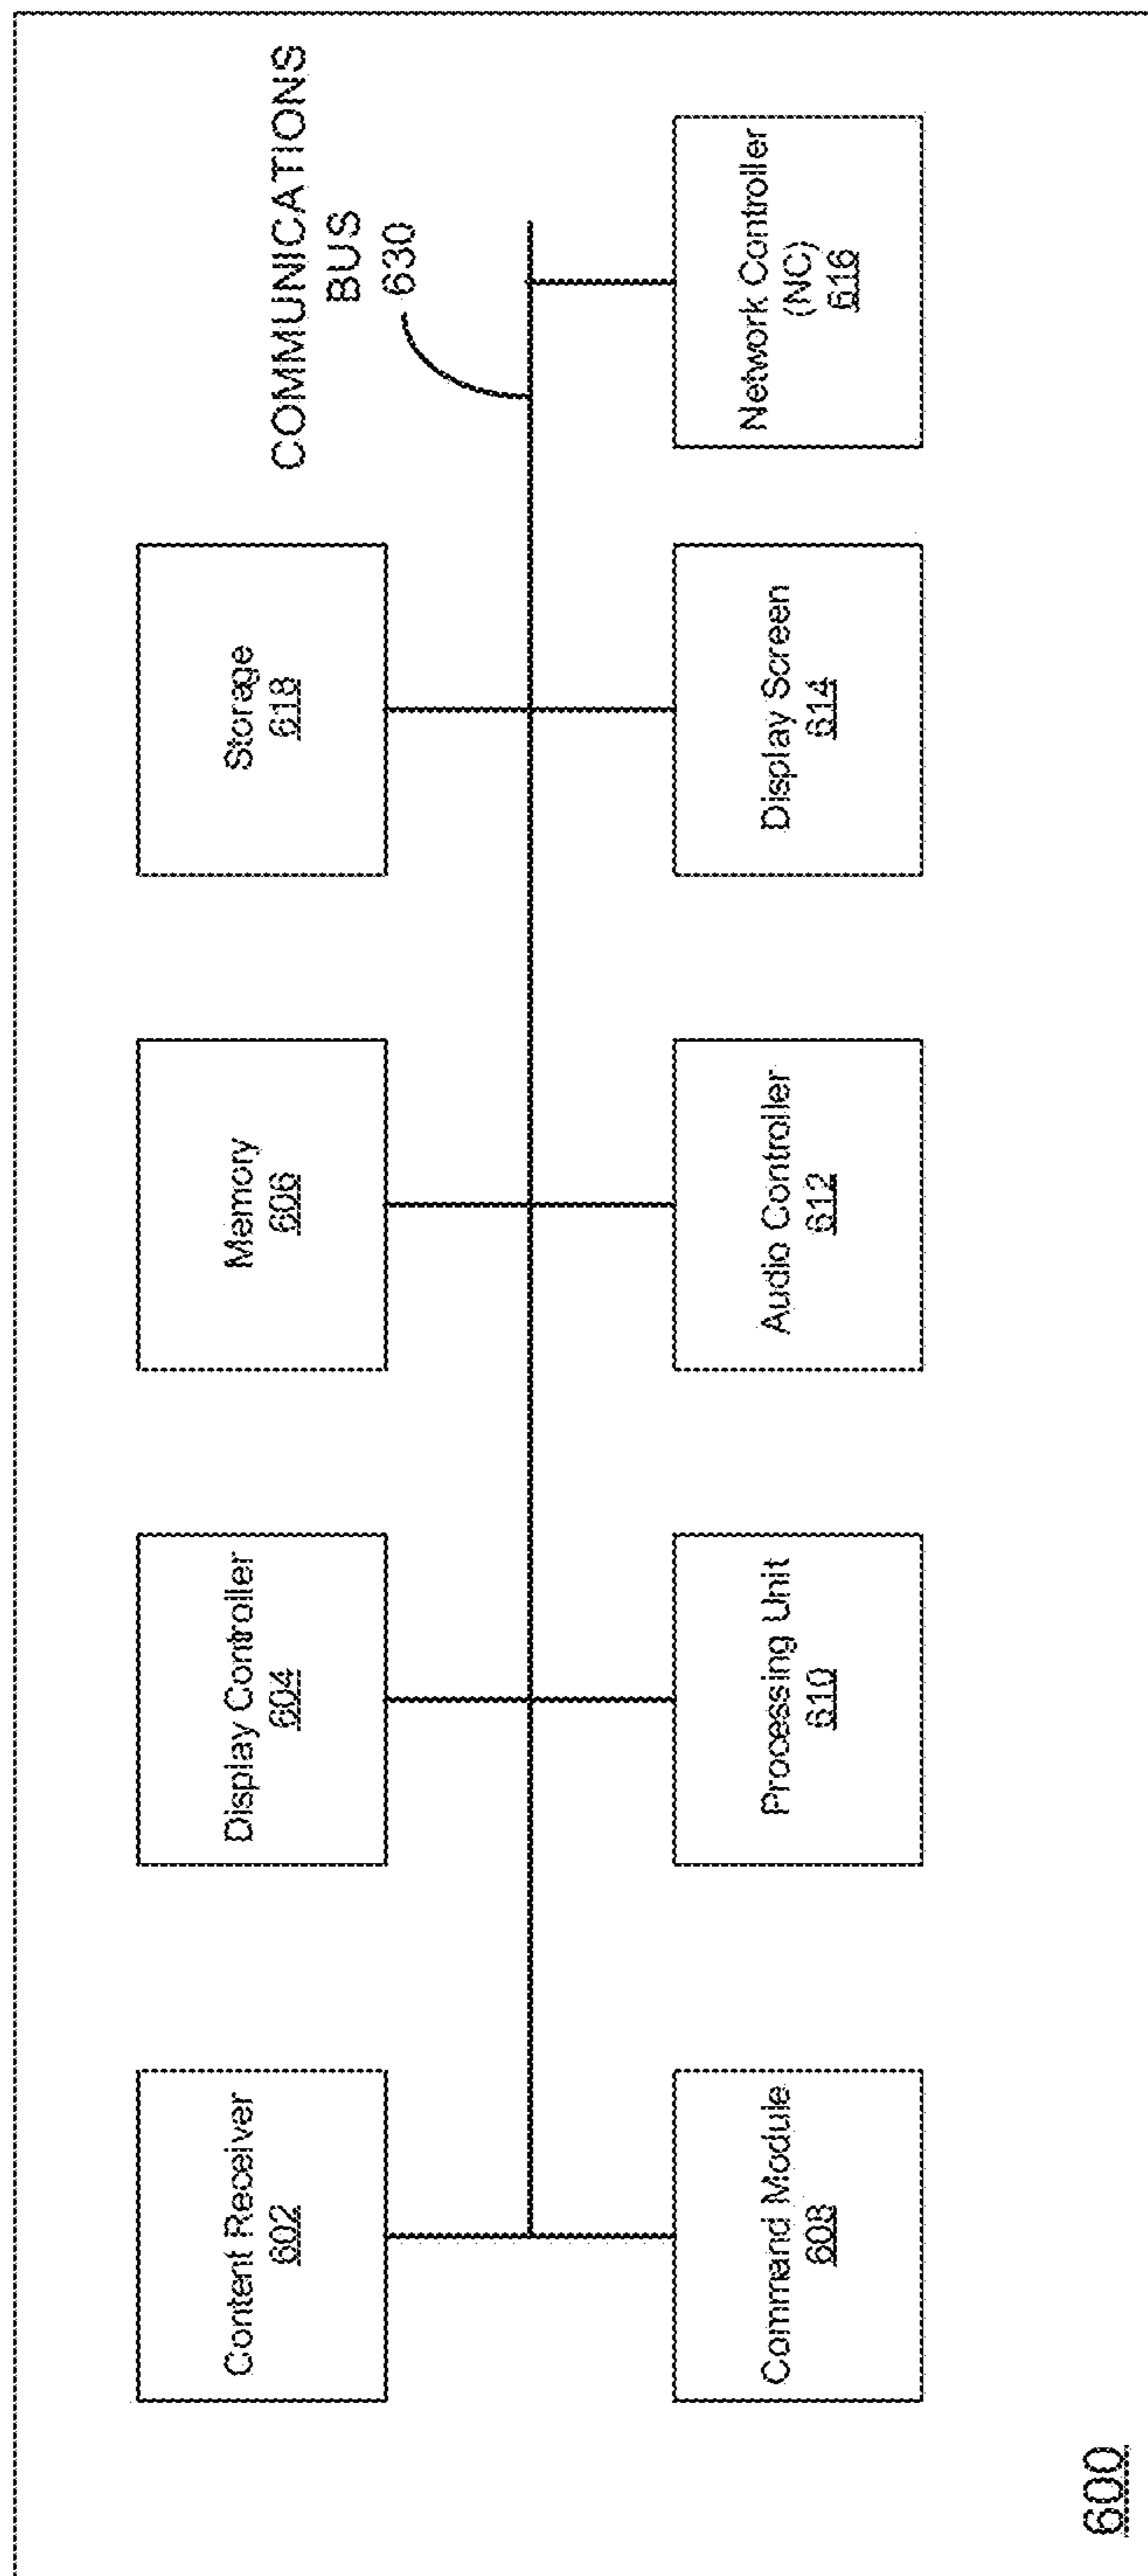 COMMUNICATIONS
BUS
630
Content Receiver
602
Display Controller
604
Memory
606
Storage
618
Command Module
608
Processing Unit
610
Audio Controller
612
Display Screen
614
Network Controller
(NC)
616
600